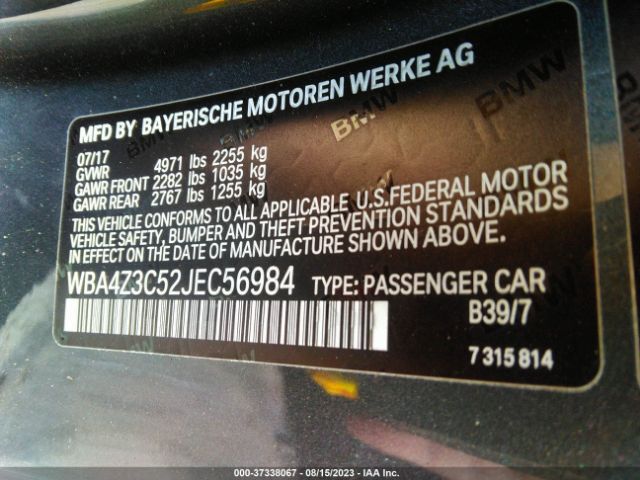 MFD BY BAYERISCHE MOTOREN WERKE AG
07/17
GVWR 4971 lbs 2255 kg
GAWR FRONT 2282 lbs 1035 kg
GAWR REAR 2767 lbs 1255 kg
THIS VEHICLE CONFORMS TO ALL APPLICABLE U.S.FEDERAL MOTOR
VEHICLE SAFETY, BUMPER AND THEFT PREVENTION STANDARDS
IN EFFECT ON THE DATE OF MANUFACTURE SHOWN ABOVE.
WBA4Z3C52JEC56984 TYPE: PASSENGER CAR
B39/7
7 315 814
BMW
BMW
BMW
000-37338067 - 08/15/2023 - IAA Inc.